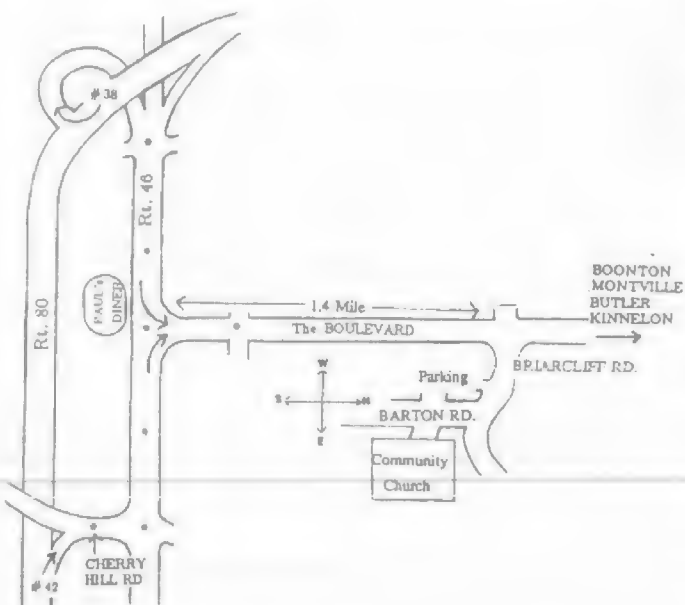 # 38
Rt. 46
Rt. 80
PAUL's
DINER
1.4 Mile
The BOULEVARD
BOONTON
MONTVILLE
BUTLER
KINNELON
BRIARCLIFT RD.
W
S
N
E
Parking
BARTON RD.
Community
Church
CHERRY
HILL RD
# 42